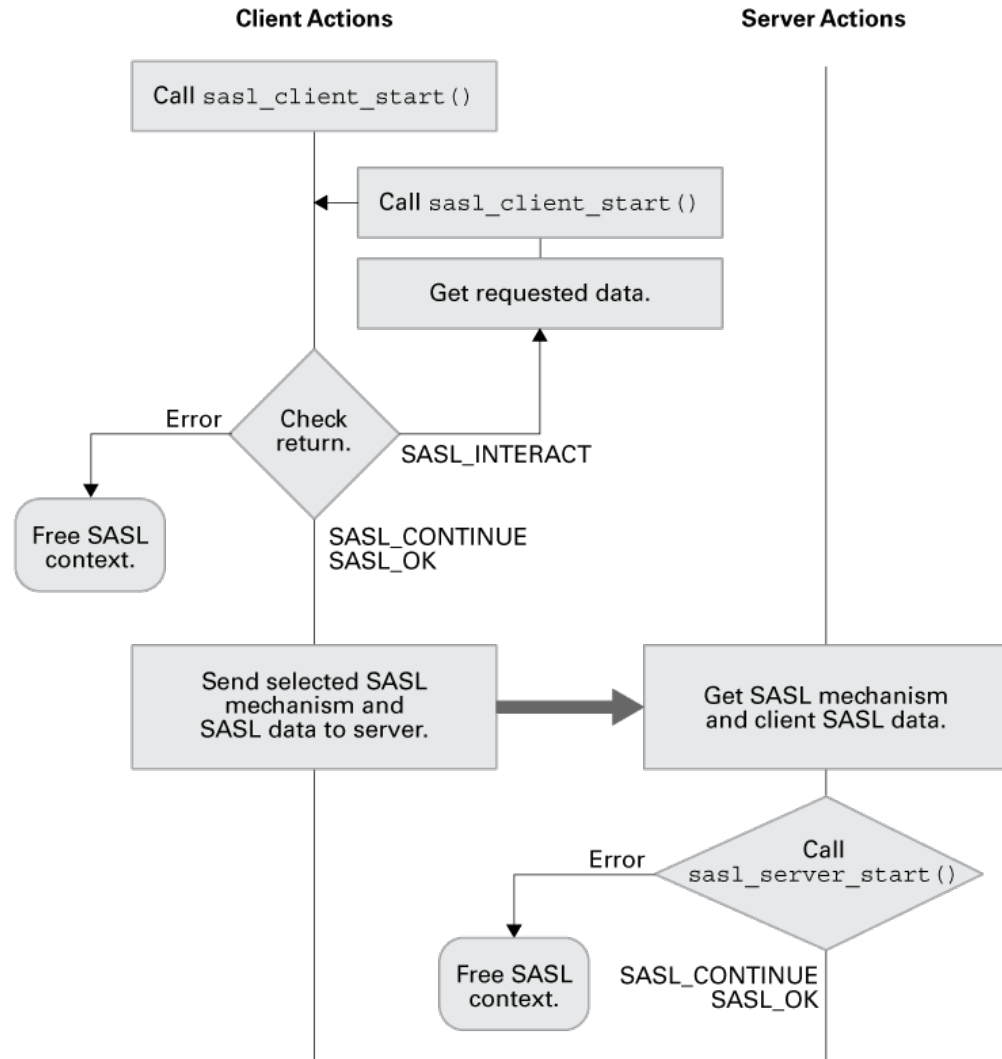 Client Actions
Server Actions
Call sasl_client_start()
Call sasl_client_start()
Get requested data.
Error
Check
return.
SASL_INTERACT
Free SASL
context.
SASL_CONTINUE
SASL_OK
Send selected SASL
mechanism and
SASL data to server.
Get SASL mechanism
and client SASL data.
Error
Call
sasl_server_start()
Free SASL
context.
SASL_CONTINUE
SASL_OK